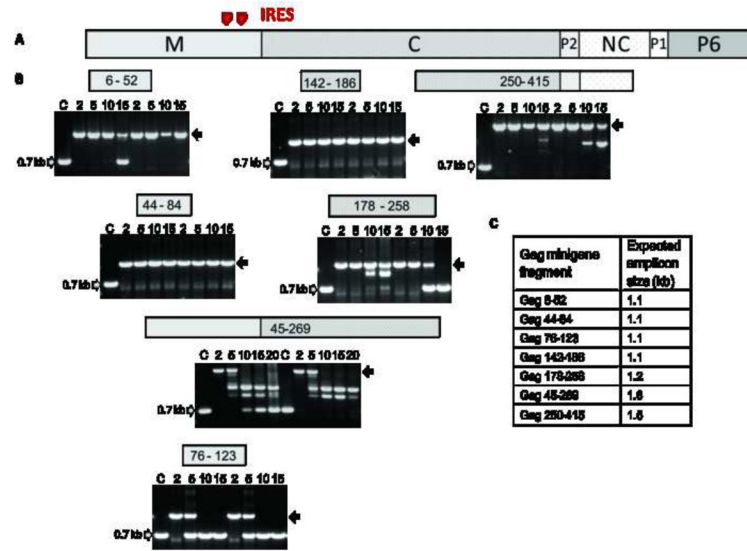 IRES
A
M C P2 NC P1 P6
B
6 - 52
142 - 186
250 - 415
C 2 5 10 15 2 5 10 15
C 2 5 10 15 2 5 10 15
C 2 5 10 15 2 5 10 15
0.7 kb
0.7 kb
0.7 kb
44 - 84
178 - 258
C 2 5 10 15 2 5 10 15
C 2 5 10 15 2 5 10 15
0.7 kb
0.7 kb
C
Gag minigene fragment
Expected amplicon size (kb)
Gag 6-52 1.1
Gag 44-84 1.1
Gag 76-123 1.1
Gag 142-186 1.1
Gag 178-258 1.2
Gag 45-269 1.6
Gag 250-415 1.5
45-269
C 2 5 10 15 20 C 2 5 10 15 20
0.7 kb
76 - 123
C 2 5 10 15 2 5 10 15
0.7 kb